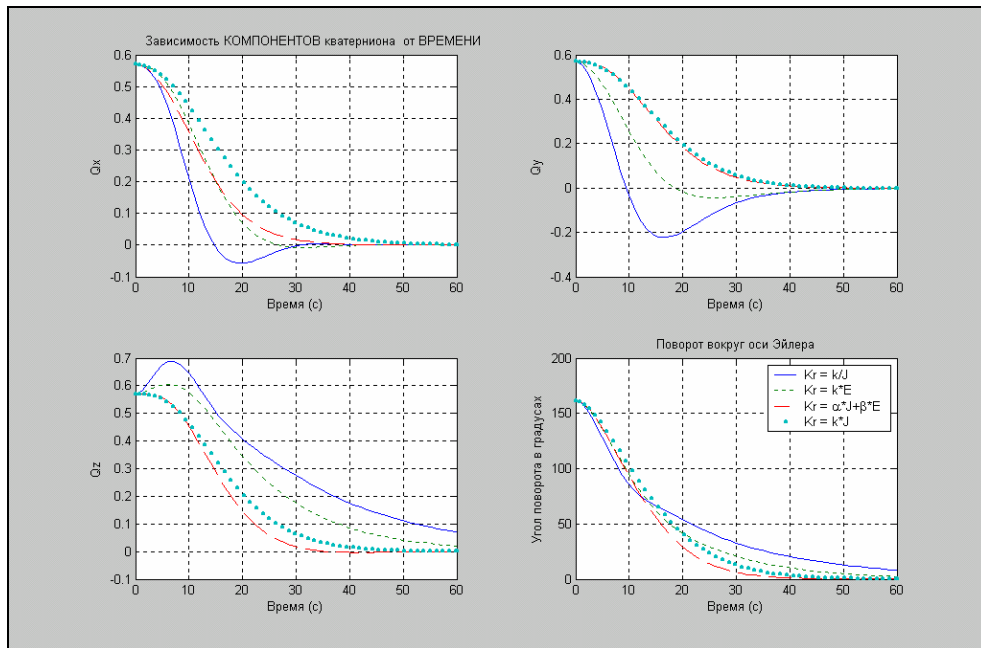 Зависимость КОМПОНЕНТОВ кватерниона от ВРЕМЕНИ
0.6
0.5
0.4
0.3
0.2
0.1
0
-0.1
Qx
0 10 20 30 40 50 60
Время (с)
0.6
0.4
0.2
0
-0.2
-0.4
Qy
0 10 20 30 40 50 60
Время (с)
0.7
0.6
0.5
0.4
0.3
0.2
0.1
0
-0.1
Qz
0 10 20 30 40 50 60
Время (с)
Поворот вокруг оси Эйлера
200
150
100
50
0
Угол поворота в градусах
Kr = k/J
Kr = k*E
Kr = α*J+β*E
Kr = k*J
0 10 20 30 40 50 60
Время (с)